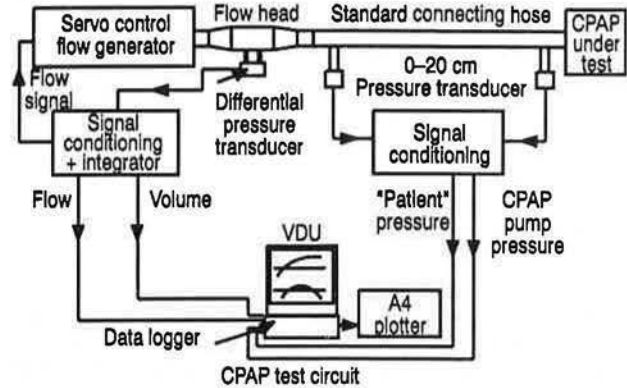 Servo control
flow generator
Flow head
Standard connecting hose
CPAP
under
test
Flow
signal
Differential
pressure
transducer
0–20 cm
Pressure transducer
Signal
conditioning
+ integrator
Signal
conditioning
Flow
Volume
"Patient"
pressure
CPAP
pump
pressure
VDU
A4
plotter
Data logger
CPAP test circuit